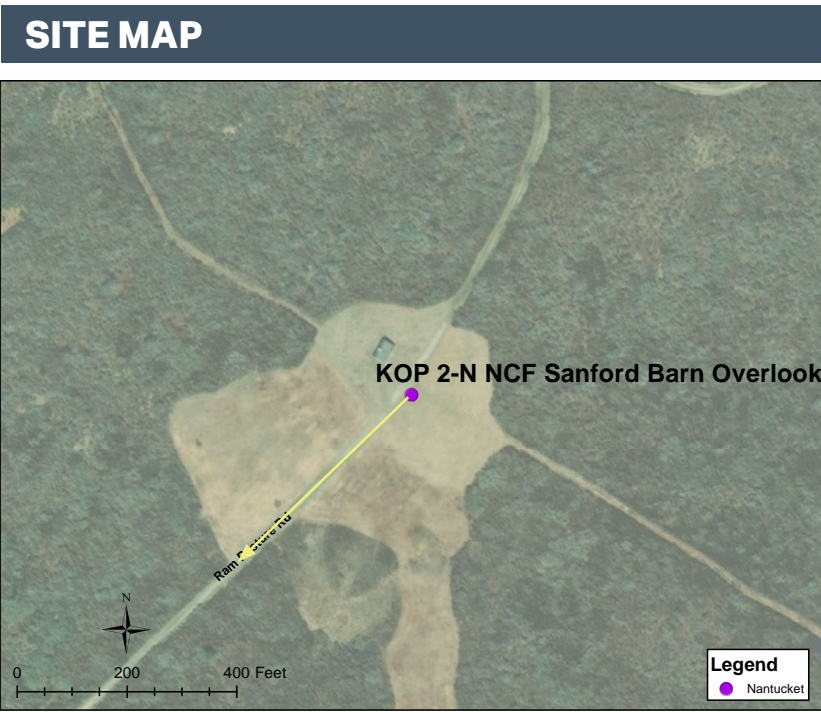 SITE MAP
KOP 2-N NCF Sanford Barn Overlook
Ram Rd
N
0 200 400 Feet
Legend
Nantucket